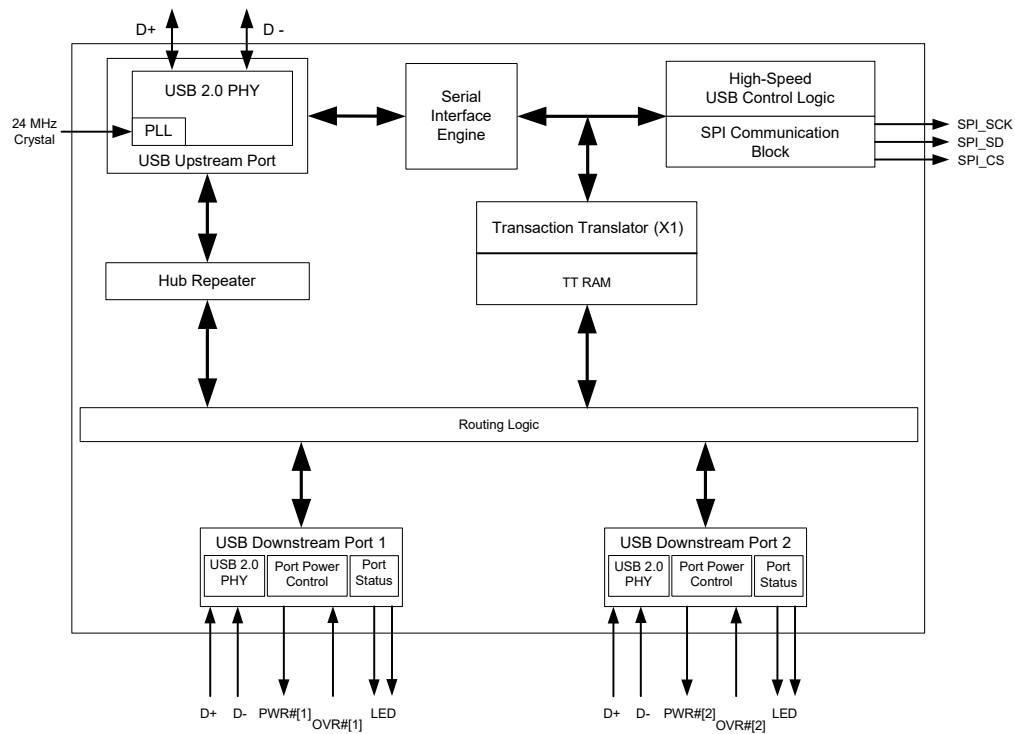 D+
D -
USB 2.0 PHY
PLL
USB Upstream Port
24 MHz
Crystal
Serial
Interface
Engine
High-Speed
USB Control Logic
SPI Communication
Block
SPI_SCK
SPI_SD
SPI_CS
Transaction Translator (X1)
TT RAM
Hub Repeater
Routing Logic
USB Downstream Port 1
USB 2.0
PHY
Port Power
Control
Port
Status
USB Downstream Port 2
USB 2.0
PHY
Port Power
Control
Port
Status
D+
D-
PWR#[1]
OVR#[1]
LED
D+
D-
PWR#[2]
OVR#[2]
LED